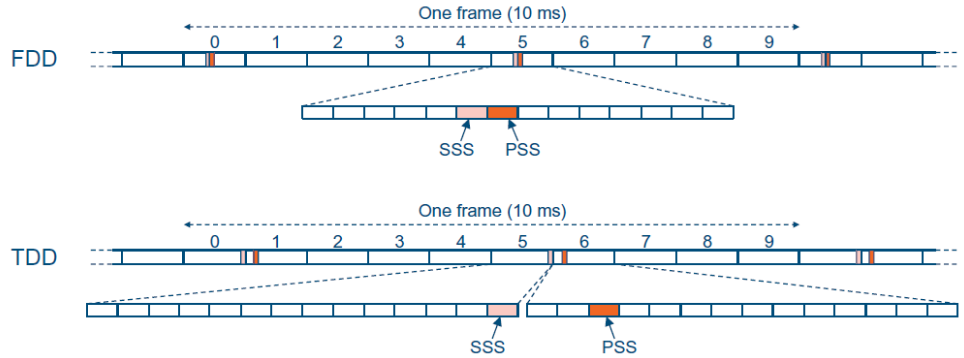 One frame (10 ms)
0 1 2 3 4 5 6 7 8 9
FDD
SSS PSS
One frame (10 ms)
0 1 2 3 4 5 6 7 8 9
TDD
SSS PSS